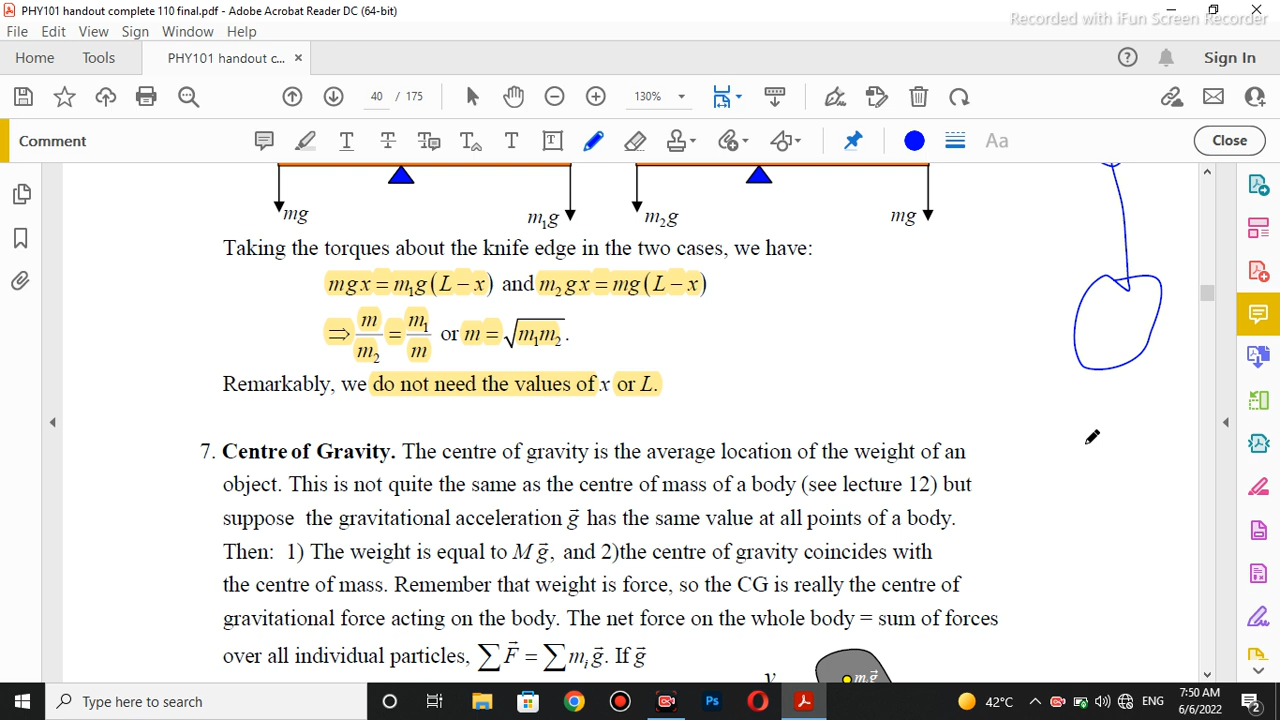 PHY101 handout complete 110 final.pdf - Adobe Acrobat Reader DC (64-bit)
Recorded with iFun Screen Recorder
File Edit View Sign Window Help
Home Tools PHY101 handout c... × Sign In
40 / 175 130%
Comment Close
mg m₁g m₂g mg
Taking the torques about the knife edge in the two cases, we have:
mgx = m₁g(L − x) and m₂gx = mg(L − x)
⇒ m/m₂ = m₁/m or m = √m₁m₂.
Remarkably, we do not need the values of x or L.
7. Centre of Gravity. The centre of gravity is the average location of the weight of an
object. This is not quite the same as the centre of mass of a body (see lecture 12) but
suppose the gravitational acceleration g⃗ has the same value at all points of a body.
Then: 1) The weight is equal to Mg⃗, and 2)the centre of gravity coincides with
the centre of mass. Remember that weight is force, so the CG is really the centre of
gravitational force acting on the body. The net force on the whole body = sum of forces
over all individual particles, ∑F⃗ = ∑mᵢg⃗. If g⃗
y m g⃗
Type here to search 42°C ENG 7:50 AM
6/6/2022 2